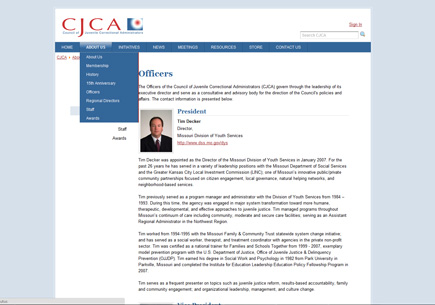 CJCA
Council of Juvenile Correctional Administrators
Sign In
Search CJCA
HOME ABOUT US INITIATIVES NEWS MEETINGS RESOURCES STORE CONTACT US
CJCA
About Us
Membership
History
Anniversary
Officers
Regional Directors
Staff
Awards
Staff
Awards
Officers
The Officers of the Council of Juvenile Correctional Administrators (CJCA) govern through the leadership of its
executive director and serve as a consultative and advisory body for the direction of the Council's policies and
affairs. The contact information is presented below.
President
Tim Decker
Director,
Missouri Division of Youth Services
http://www.dss.mo.gov/dys
Tim Decker was appointed as the Director of the Missouri Division of Youth Services in January 2007. For the
past 26 years he has served in a variety of leadership positions with the Missouri Department of Social Services
and the Greater Kansas City Local Investment Commission (LINC), one of Missouri's innovative public/private
community partnerships focused on citizen engagement, local governance, natural helping networks, and
neighborhood-based services.
Tim previously served as a program manager and administrator with the Division of Youth Services from 1984 –
1993. During this time, the agency was engaged in major system transformation toward more humane,
therapeutic, developmental, and effective approaches to juvenile justice. Tim managed programs throughout
Missouri's continuum of care including community, moderate and secure care facilities; serving as an Assistant
Regional Administrator in the Northwest Region.
Tim worked from 1994-1995 with the Missouri Family & Community Trust statewide system change initiative,
and has served as a social worker, therapist, and treatment coordinator with agencies in the private non-profit
sector. Tim was certified as a national trainer for Families and Schools Together from 1999 - 2007, exemplary
model prevention program with the U.S. Department of Justice, Office of Juvenile Justice & Delinquency
Prevention (OJJDP). Tim earned his degree in Social Work and Psychology in 1982 from Park University in
Parkville, Missouri and completed the Institute for Education Leadership Education Policy Fellowship Program in
2007.
Tim serves as a frequent presenter on topics such as juvenile justice reform, results-based accountability, family
and community engagement, and organizational leadership, management, and culture change.